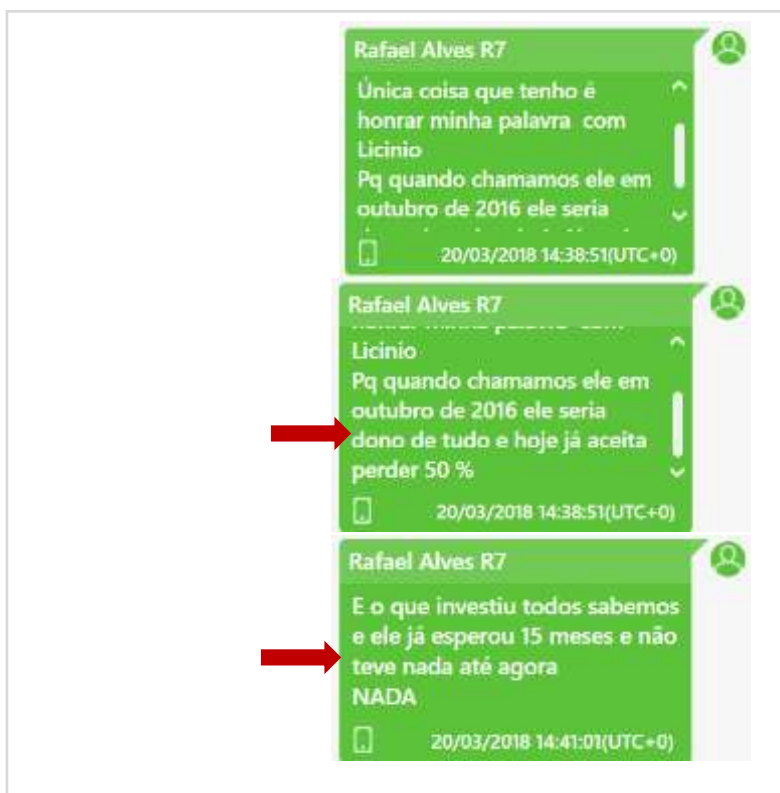 Rafael Alves R7
Única coisa que tenho é
honrar minha palavra com
Licinio
Pq quando chamamos ele em
outubro de 2016 ele seria
20/03/2018 14:38:51(UTC+0)
Rafael Alves R7
honrar minha palavra com
Licinio
Pq quando chamamos ele em
outubro de 2016 ele seria
dono de tudo e hoje já aceita
perder 50 %
20/03/2018 14:38:51(UTC+0)
Rafael Alves R7
E o que investiu todos sabemos
e ele já esperou 15 meses e não
teve nada até agora
NADA
20/03/2018 14:41:01(UTC+0)